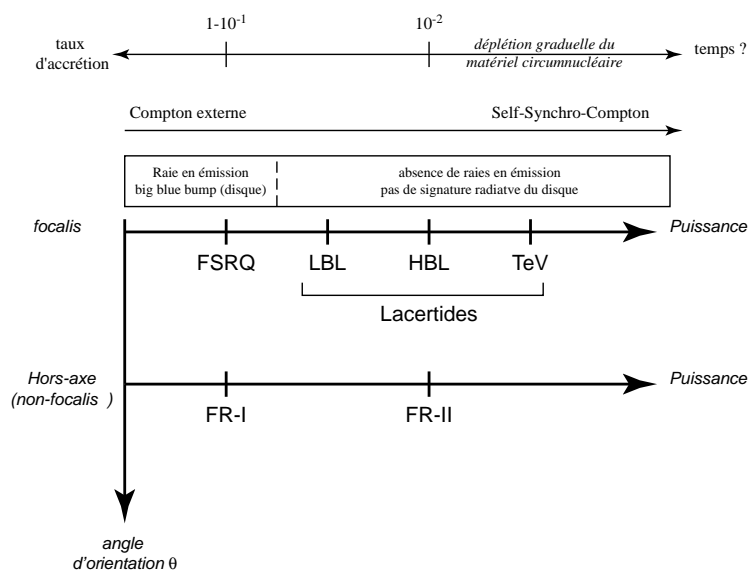 1-10⁻¹ 10⁻²
taux
d'accrétion
déplétion graduelle du
matériel circumnucléaire
temps ?
Compton externe Self-Synchro-Compton
Raie en émission
big blue bump (disque)
absence de raies en émission
pas de signature radiatve du disque
focalis Puissance
FSRQ LBL HBL TeV
Lacertides
Hors-axe
(non-focalis )
Puissance
FR-I FR-II
angle
d'orientation θ